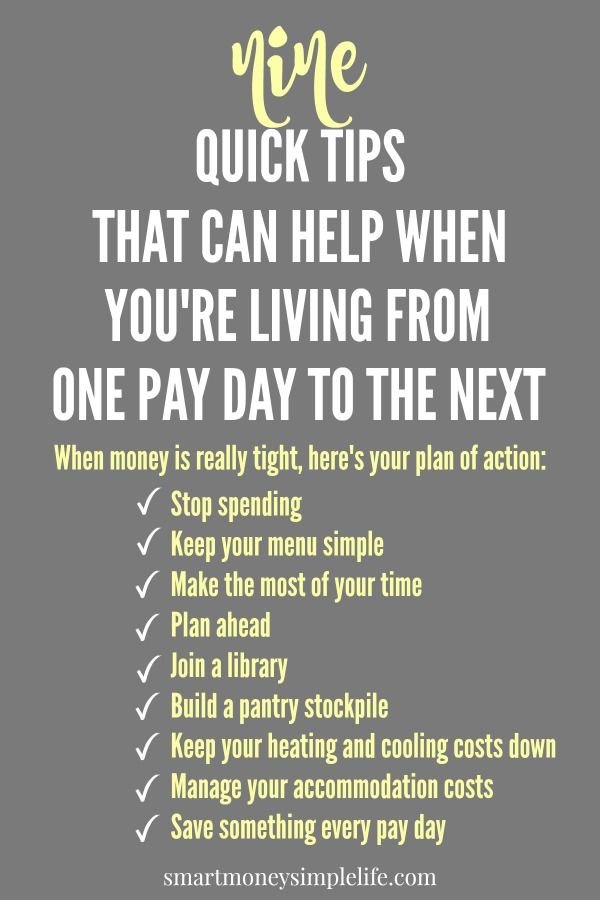 nine
QUICK TIPS
THAT CAN HELP WHEN
YOU'RE LIVING FROM
ONE PAY DAY TO THE NEXT
When money is really tight, here's your plan of action:
✓ Stop spending
✓ Keep your menu simple
✓ Make the most of your time
✓ Plan ahead
✓ Join a library
✓ Build a pantry stockpile
✓ Keep your heating and cooling costs down
✓ Manage your accommodation costs
✓ Save something every pay day
smartmoneysimplelife.com